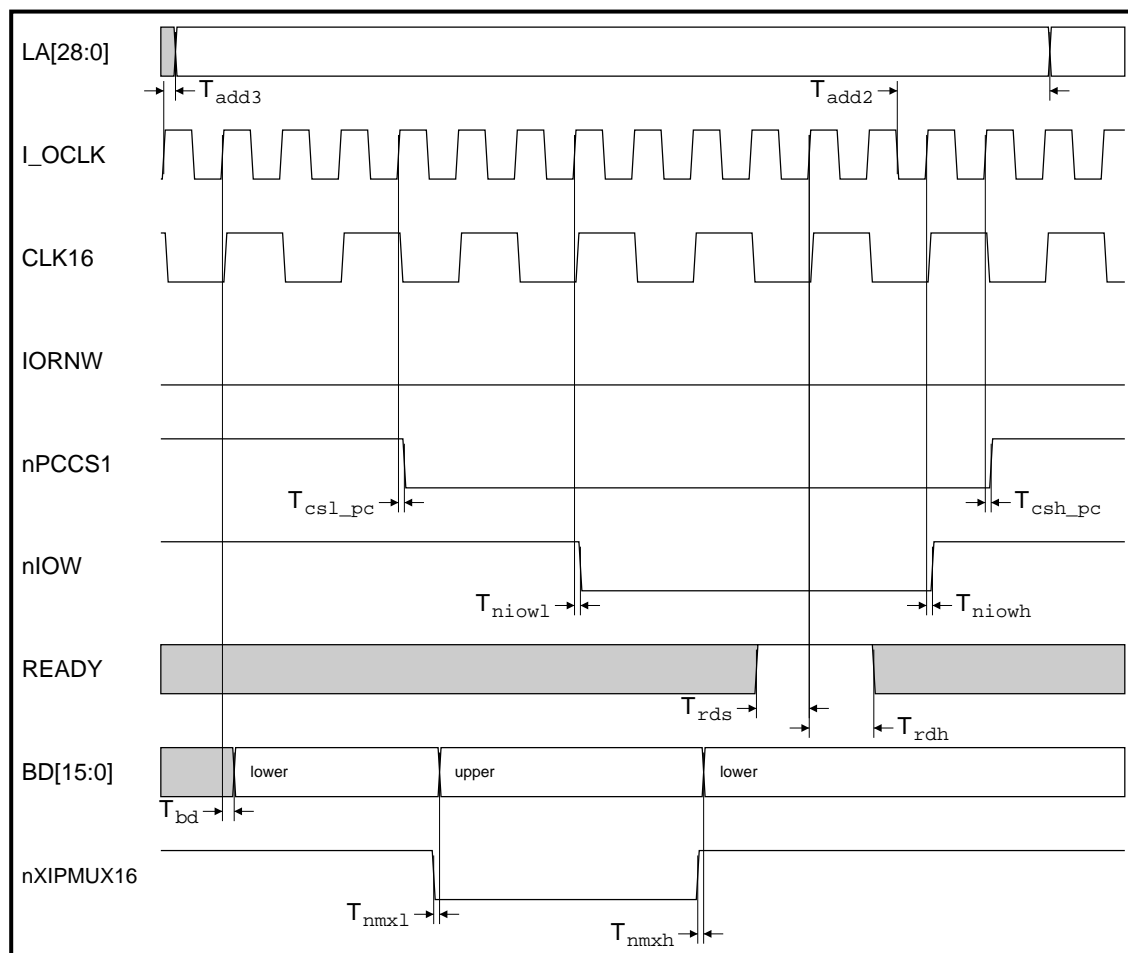 LA[28:0]
Tadd3
Tadd2
I_OCLK
CLK16
IORNW
nPCCS1
Tcsl_pc
Tcsh_pc
nIOW
Tniowl
Tniowh
READY
Trds
Trdh
BD[15:0]
lower
upper
lower
Tbd
nXIPMUX16
Tnmxl
Tnmxh